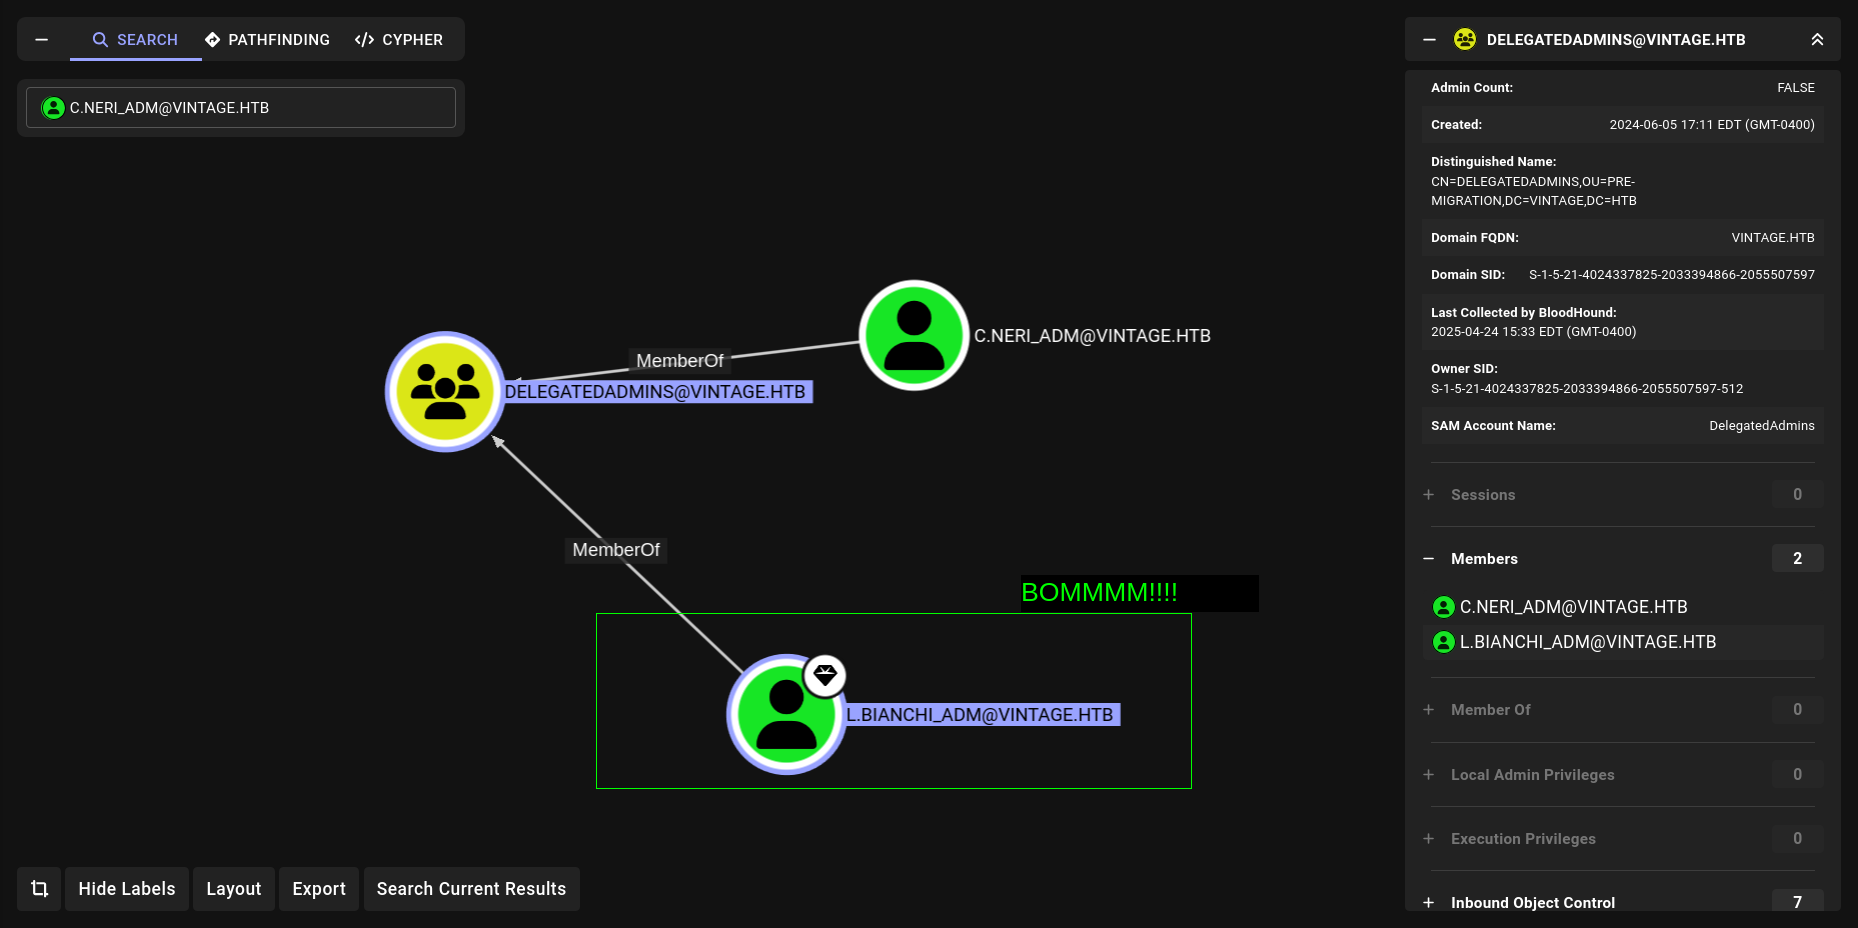 SEARCH
PATHFINDING
CYPHER
C.NERI_ADM@VINTAGE.HTB
MemberOf
C.NERI_ADM@VINTAGE.HTB
DELEGATEDADMINS@VINTAGE.HTB
MemberOf
BOMMMM!!!!
L.BIANCHI_ADM@VINTAGE.HTB
Hide Labels
Layout
Export
Search Current Results
DELEGATEDADMINS@VINTAGE.HTB
Admin Count: FALSE
Created: 2024-06-05 17:11 EDT (GMT-0400)
Distinguished Name:
CN=DELEGATEDADMINS,OU=PRE-
MIGRATION,DC=VINTAGE,DC=HTB
Domain FQDN: VINTAGE.HTB
Domain SID: S-1-5-21-4024337825-2033394866-2055507597
Last Collected by BloodHound:
2025-04-24 15:33 EDT (GMT-0400)
Owner SID:
S-1-5-21-4024337825-2033394866-2055507597-512
SAM Account Name: DelegatedAdmins
Sessions 0
Members 2
C.NERI_ADM@VINTAGE.HTB
L.BIANCHI_ADM@VINTAGE.HTB
Member Of 0
Local Admin Privileges 0
Execution Privileges 0
Inbound Object Control 7